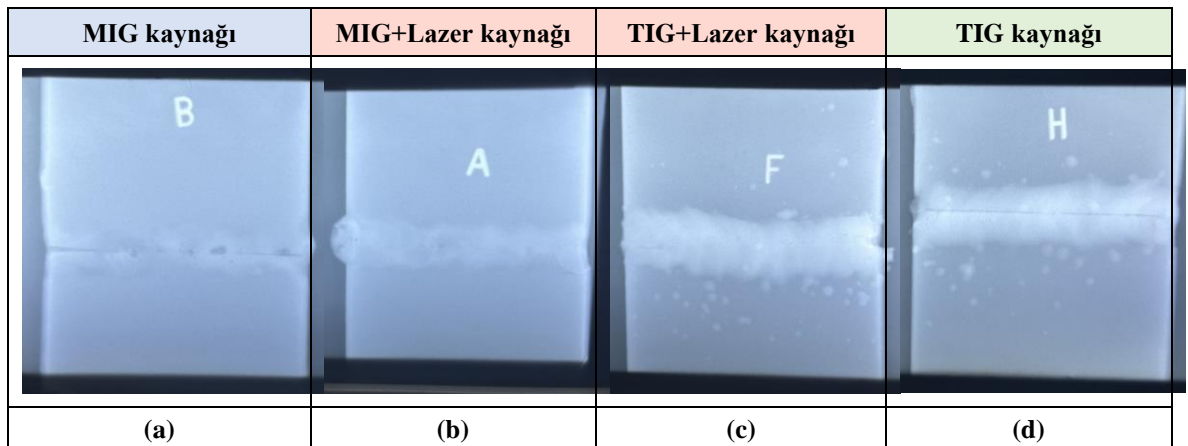 MIG kaynağı
MIG+Lazer kaynağı
TIG+Lazer kaynağı
TIG kaynağı
B
A
F
H
(a)
(b)
(c)
(d)